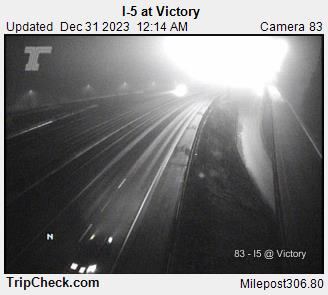 I-5 at Victory
Updated Dec 31 2023 12:14 AM Camera 83
T
N
83 - I5 @ Victory
TripCheck.com Milepost306.80